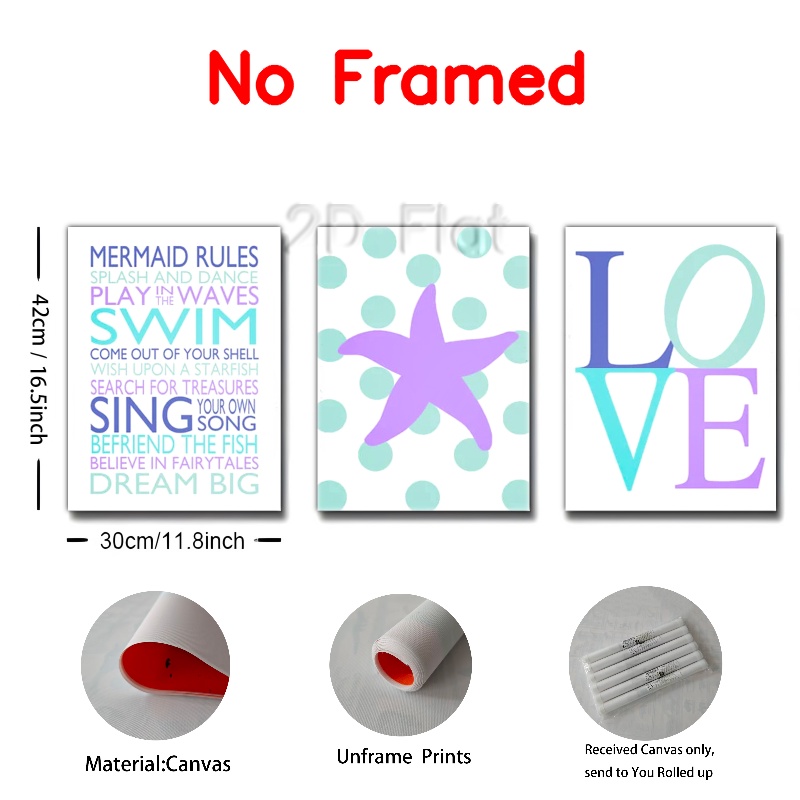 No Framed
2D Flat
42cm / 16.5inch
MERMAID RULES
SPLASH AND DANCE
PLAY IN THE WAVES
SWIM
COME OUT OF YOUR SHELL
WISH UPON A STARFISH
SEARCH FOR TREASURES
SING YOUR OWN SONG
BEFRIEND THE FISH
BELIEVE IN FAIRYTALES
DREAM BIG
LO
VE
30cm/11.8inch
Material:Canvas
Unframe Prints
Received Canvas only,
send to You Rolled up